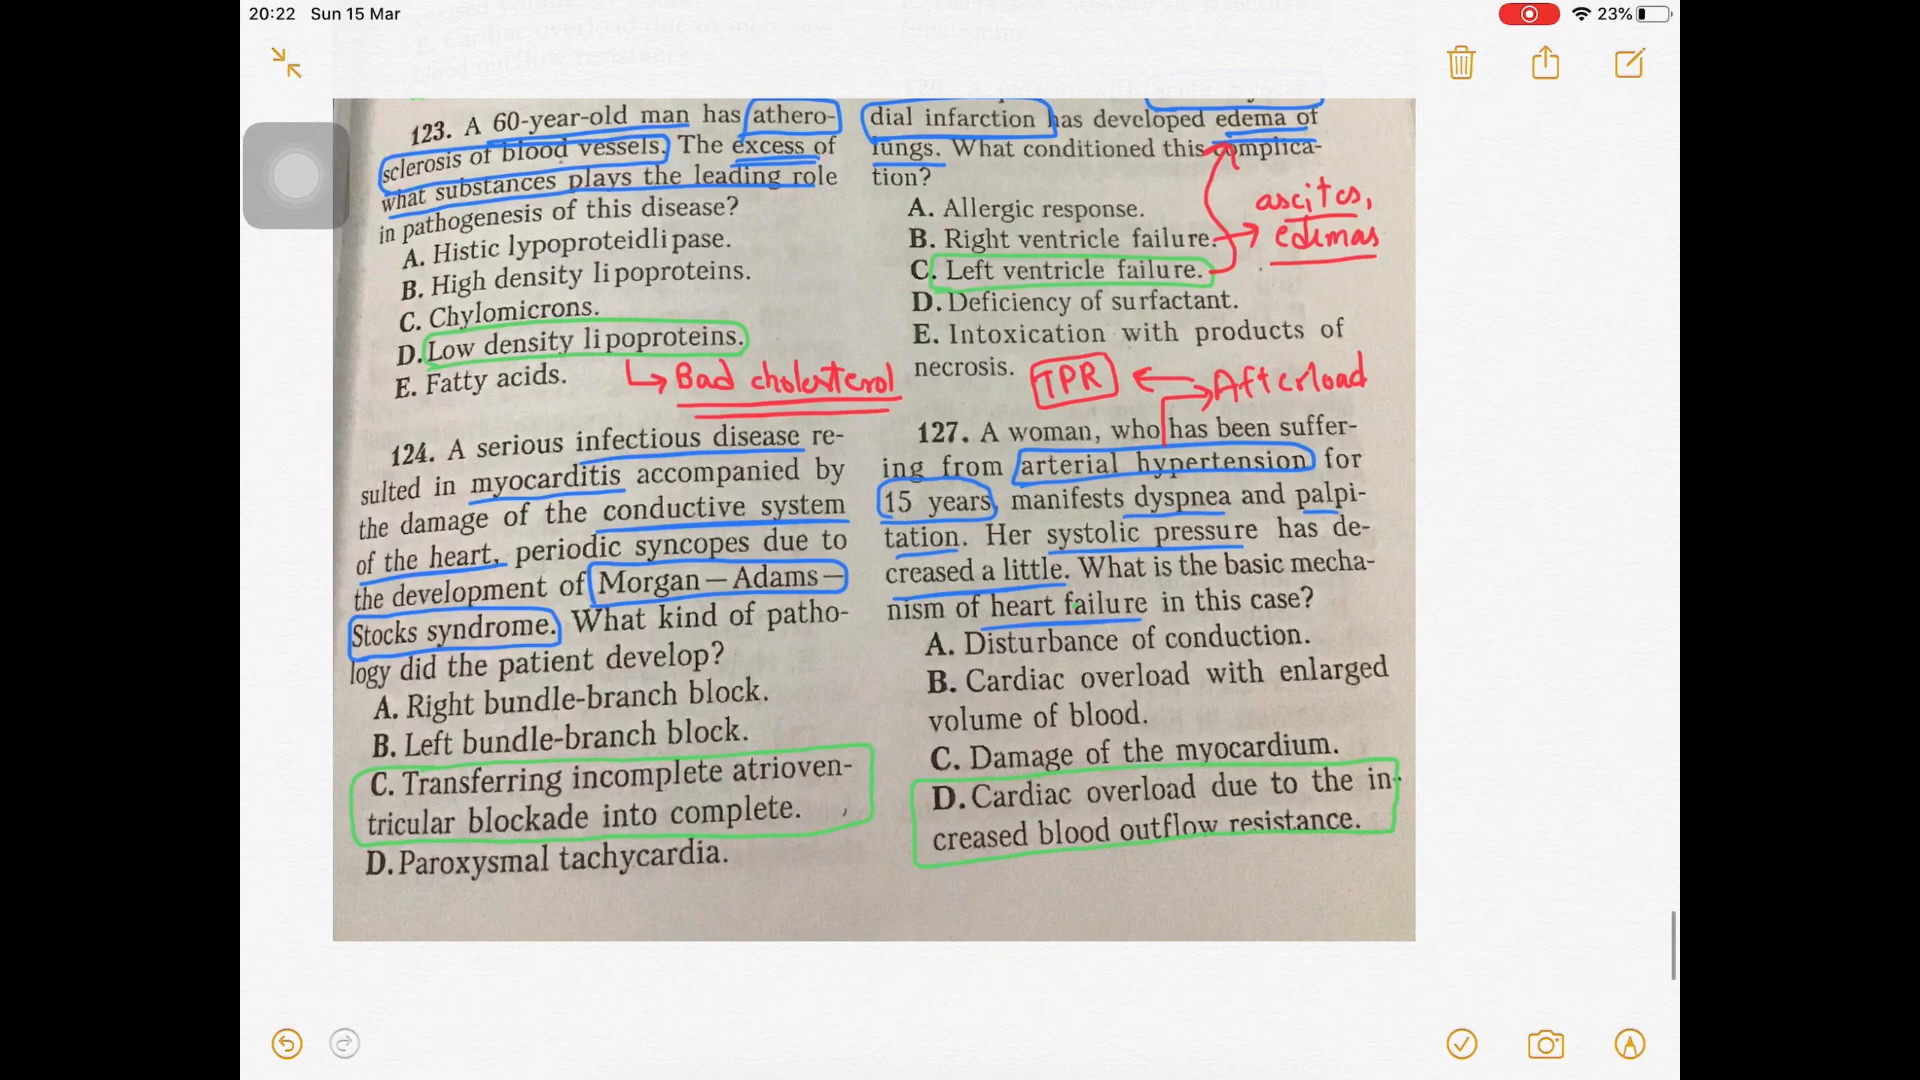 20:22 Sun 15 Mar
23%
123. A 60-year-old man has athero-
sclerosis of blood vessels. The excess of
what substances plays the leading role
in pathogenesis of this disease?
A. Histic lypoproteidlipase.
B. High density lipoproteins.
C. Chylomicrons.
D. Low density lipoproteins.
E. Fatty acids.
Bad cholesterol
124. A serious infectious disease re-
sulted in myocarditis accompanied by
the damage of the conductive system
of the heart, periodic syncopes due to
the development of Morgan—Adams—
Stocks syndrome. What kind of patho-
logy did the patient develop?
A. Right bundle-branch block.
B. Left bundle-branch block.
C. Transferring incomplete atrioven-
tricular blockade into complete.
D. Paroxysmal tachycardia.
dial infarction has developed edema of
lungs. What conditioned this complica-
tion?
A. Allergic response.
B. Right ventricle failure.
C. Left ventricle failure.
D. Deficiency of surfactant.
E. Intoxication with products of
necrosis.
ascites,
edimas
TPR
Afterload
127. A woman, who has been suffer-
ing from arterial hypertension for
15 years, manifests dyspnea and palpi-
tation. Her systolic pressure has de-
creased a little. What is the basic mecha-
nism of heart failure in this case?
A. Disturbance of conduction.
B. Cardiac overload with enlarged
volume of blood.
C. Damage of the myocardium.
D. Cardiac overload due to the in-
creased blood outflow resistance.